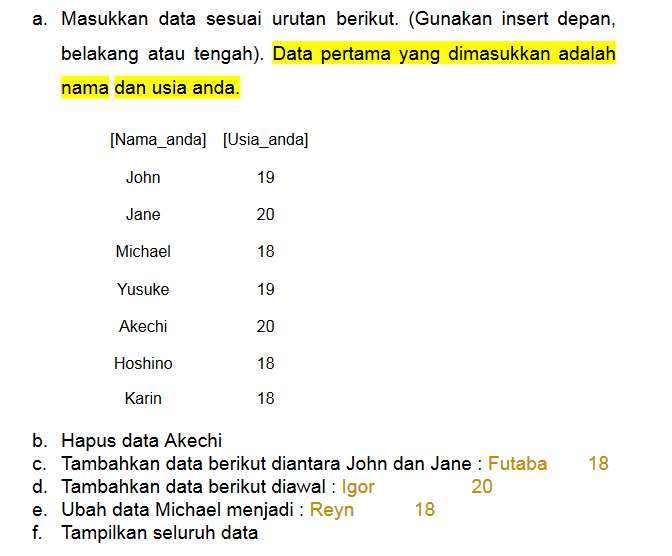 a. Masukkan data sesuai urutan berikut. (Gunakan insert depan,
belakang atau tengah). Data pertama yang dimasukkan adalah
nama dan usia anda.
[Nama_anda] [Usia_anda]
John 19
Jane 20
Michael 18
Yusuke 19
Akechi 20
Hoshino 18
Karin 18
b. Hapus data Akechi
c. Tambahkan data berikut diantara John dan Jane : Futaba 18
d. Tambahkan data berikut diawal : Igor 20
e. Ubah data Michael menjadi : Reyn 18
f. Tampilkan seluruh data